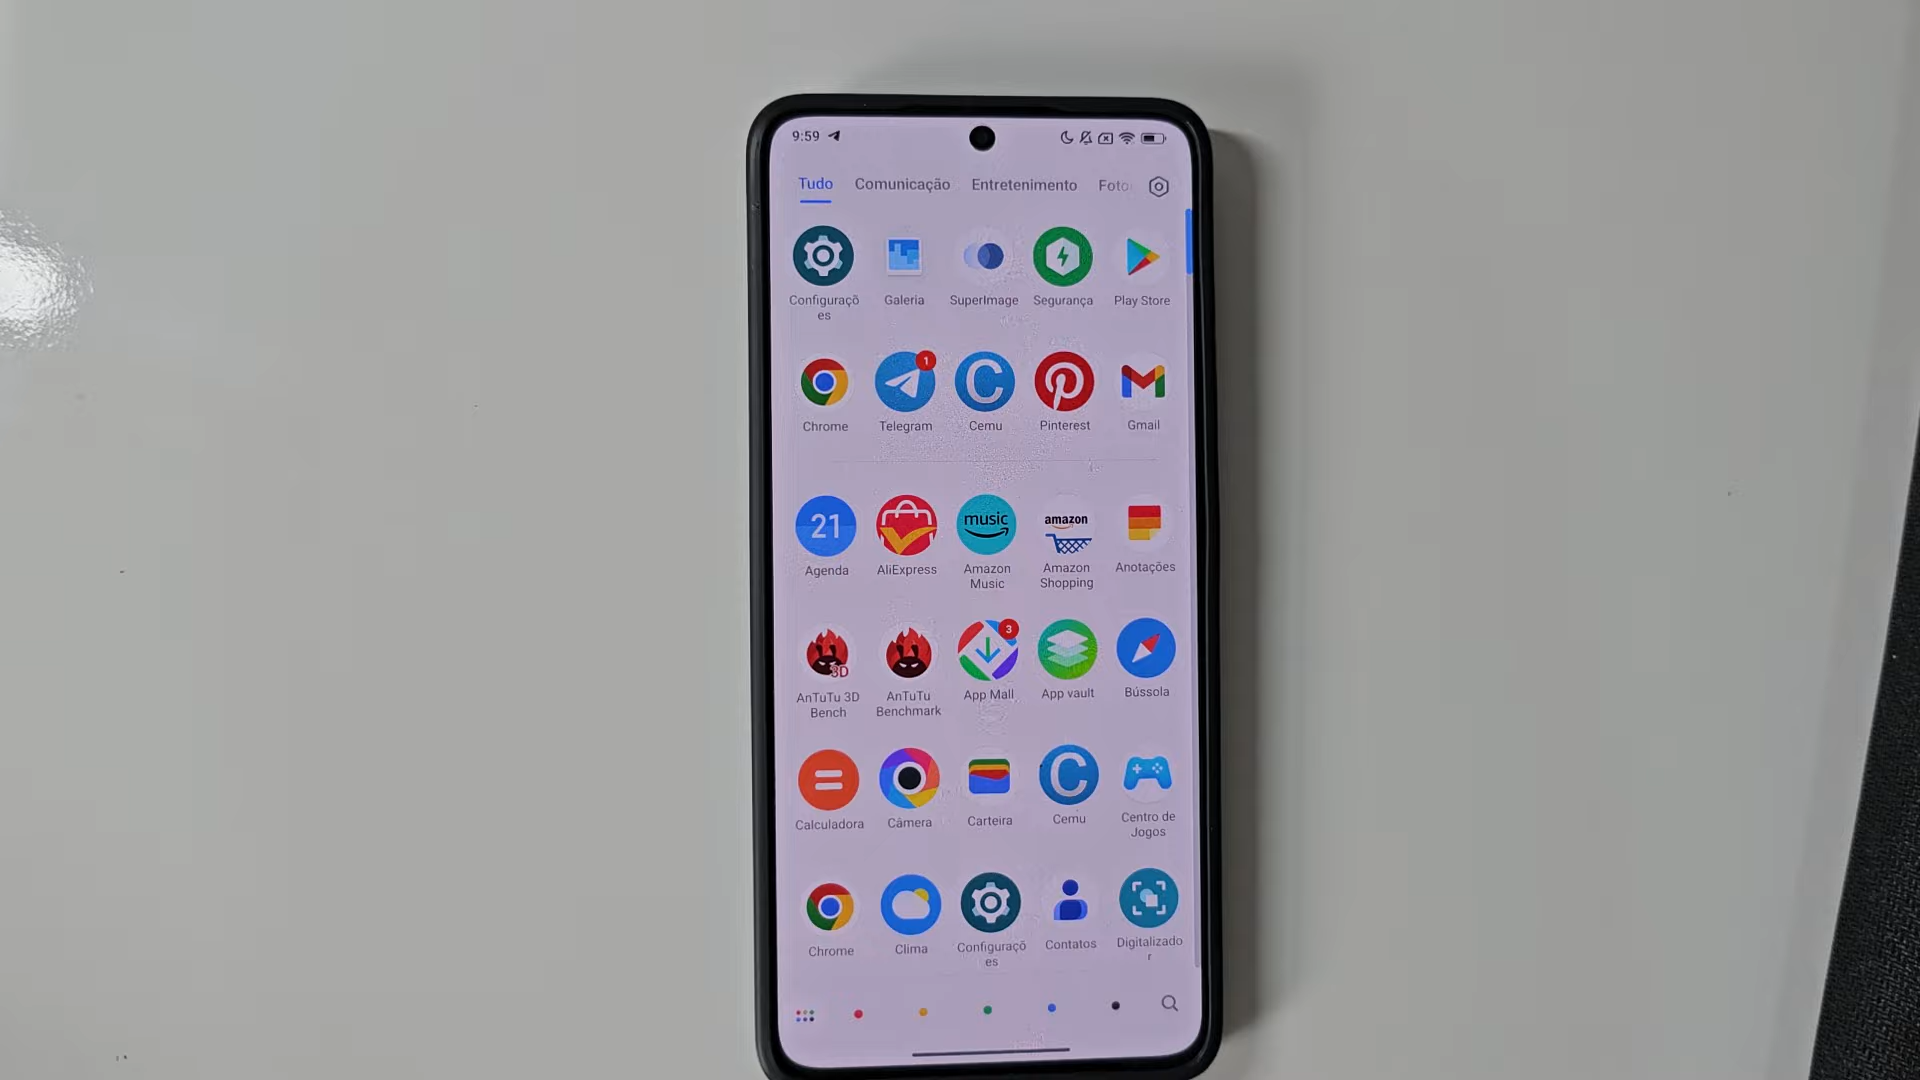 9:59
Tudo Comunicação Entretenimento Foto
Configuraçõ
es
Galeria
SuperImage
Segurança
Play Store
1
Chrome
Telegram
Cemu
Pinterest
Gmail
21
music
amazon
Agenda
AliExpress
Amazon
Music
Amazon
Shopping
Anotações
3D
3
AnTuTu 3D
Bench
AnTuTu
Benchmark
App Mall
App vault
Bússola
Calculadora
Câmera
Carteira
Cemu
Centro de
Jogos
Chrome
Clima
Configuraçõ
es
Contatos
Digitalizado
r